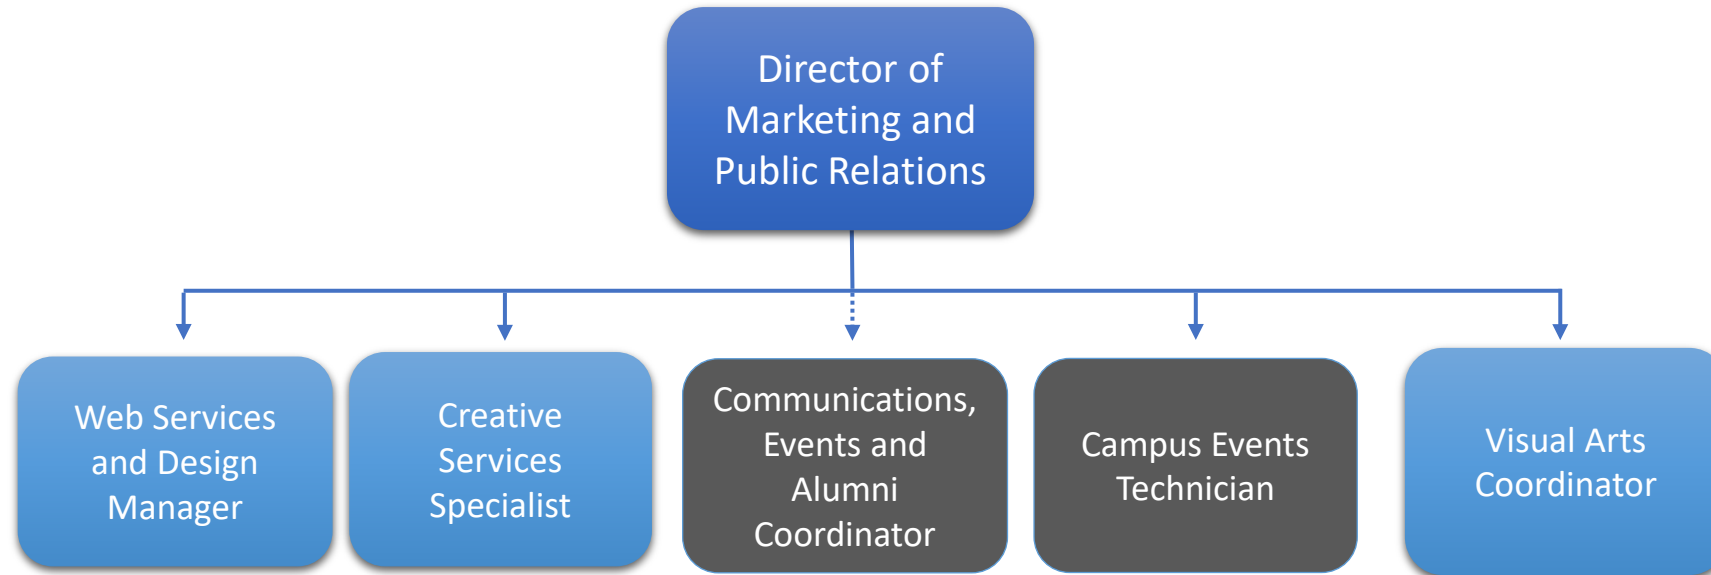 Director of
Marketing and
Public Relations
Web Services
and Design
Manager
Creative
Services
Specialist
Communications,
Events and
Alumni
Coordinator
Campus Events
Technician
Visual Arts
Coordinator